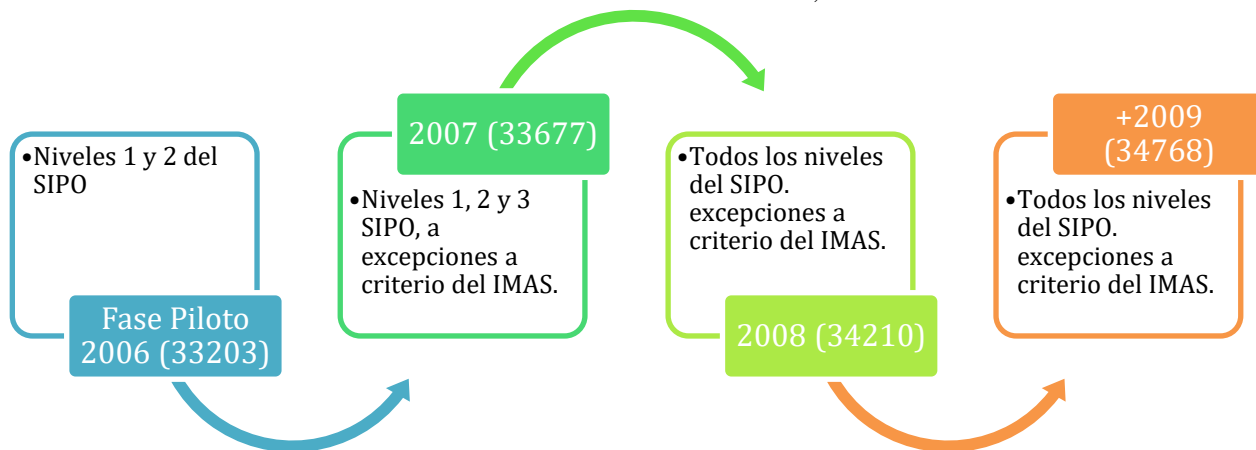 •Niveles 1 y 2 del
SIPO
Fase Piloto
2006 (33203)
2007 (33677)
•Niveles 1, 2 y 3
SIPO, a
excepciones a
criterio del IMAS.
•Todos los niveles
del SIPO.
excepciones a
criterio del IMAS.
2008 (34210)
+2009
(34768)
•Todos los niveles
del SIPO.
excepciones a
criterio del IMAS.